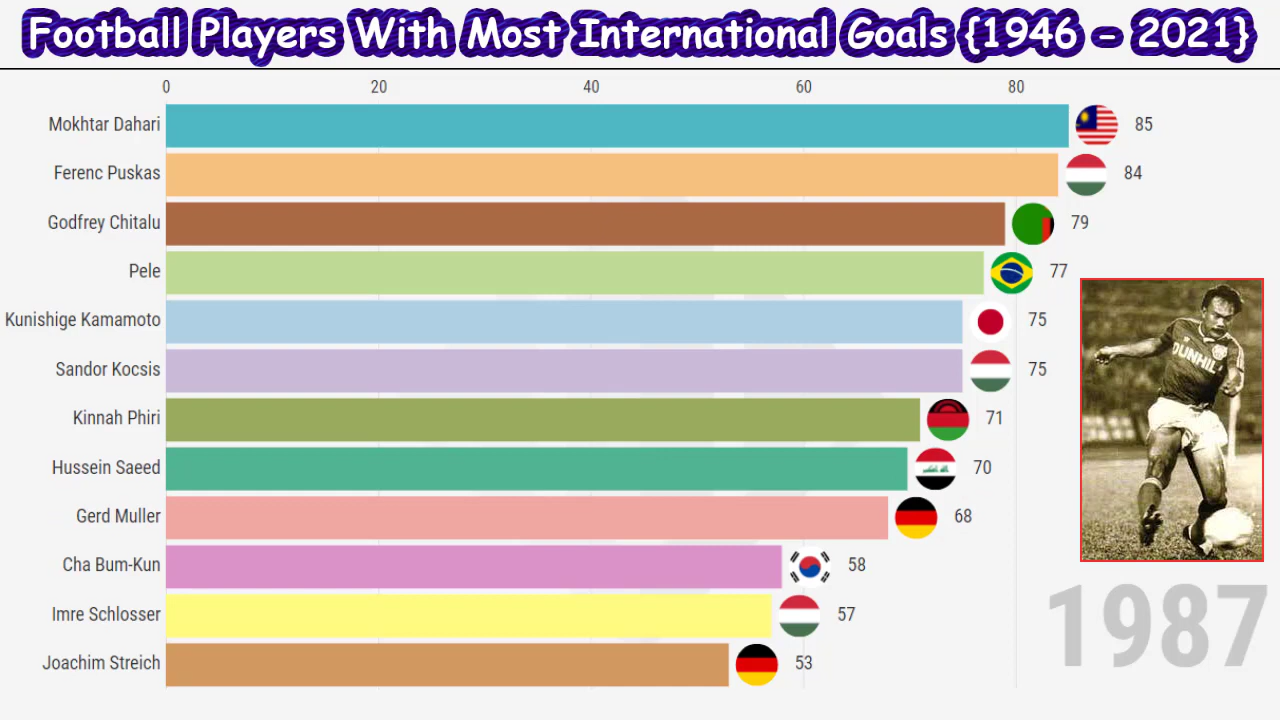 Football Players With Most International Goals {1946 - 2021}
0 20 40 60 80
Mokhtar Dahari 85
Ferenc Puskas 84
Godfrey Chitalu 79
Pele 77
Kunishige Kamamoto 75
Sandor Kocsis 75
Kinnah Phiri 71
Hussein Saeed 70
Gerd Muller 68
Cha Bum-Kun 58
Imre Schlosser 57
Joachim Streich 53
DUNHILL
1987